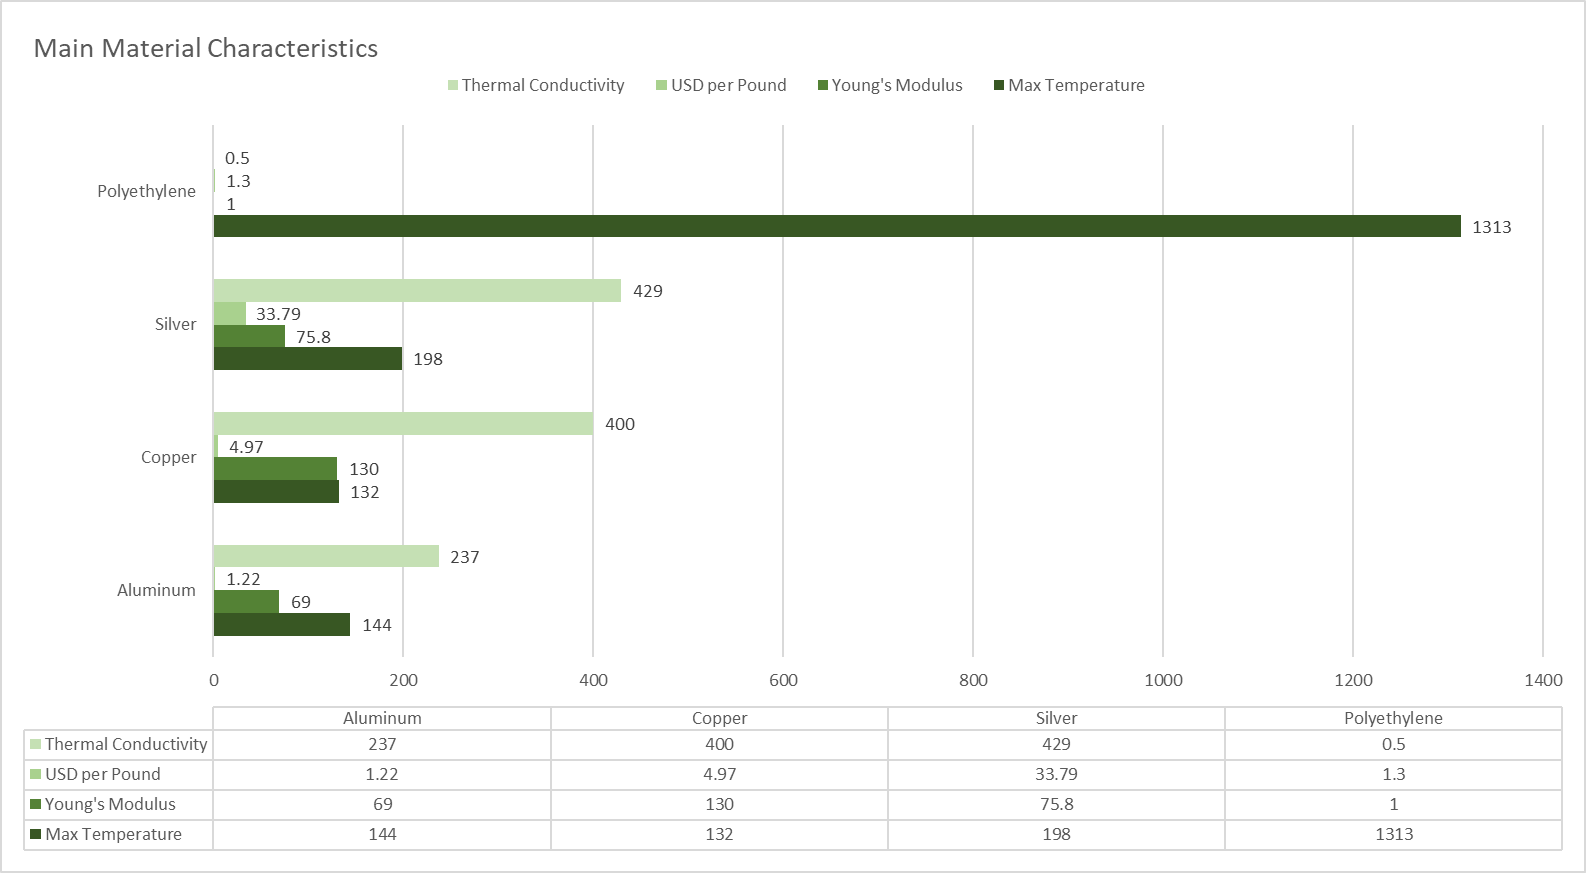 Main Material Characteristics
Thermal Conductivity USD per Pound Young's Modulus Max Temperature
0.5
1.3
Polyethylene
1
1313
429
33.79
Silver
75.8
198
400
4.97
Copper
130
132
237
1.22
Aluminum
69
144
0 200 400 600 800 1000 1200 1400
Aluminum Copper Silver Polyethylene
Thermal Conductivity 237 400 429 0.5
USD per Pound 1.22 4.97 33.79 1.3
Young's Modulus 69 130 75.8 1
Max Temperature 144 132 198 1313